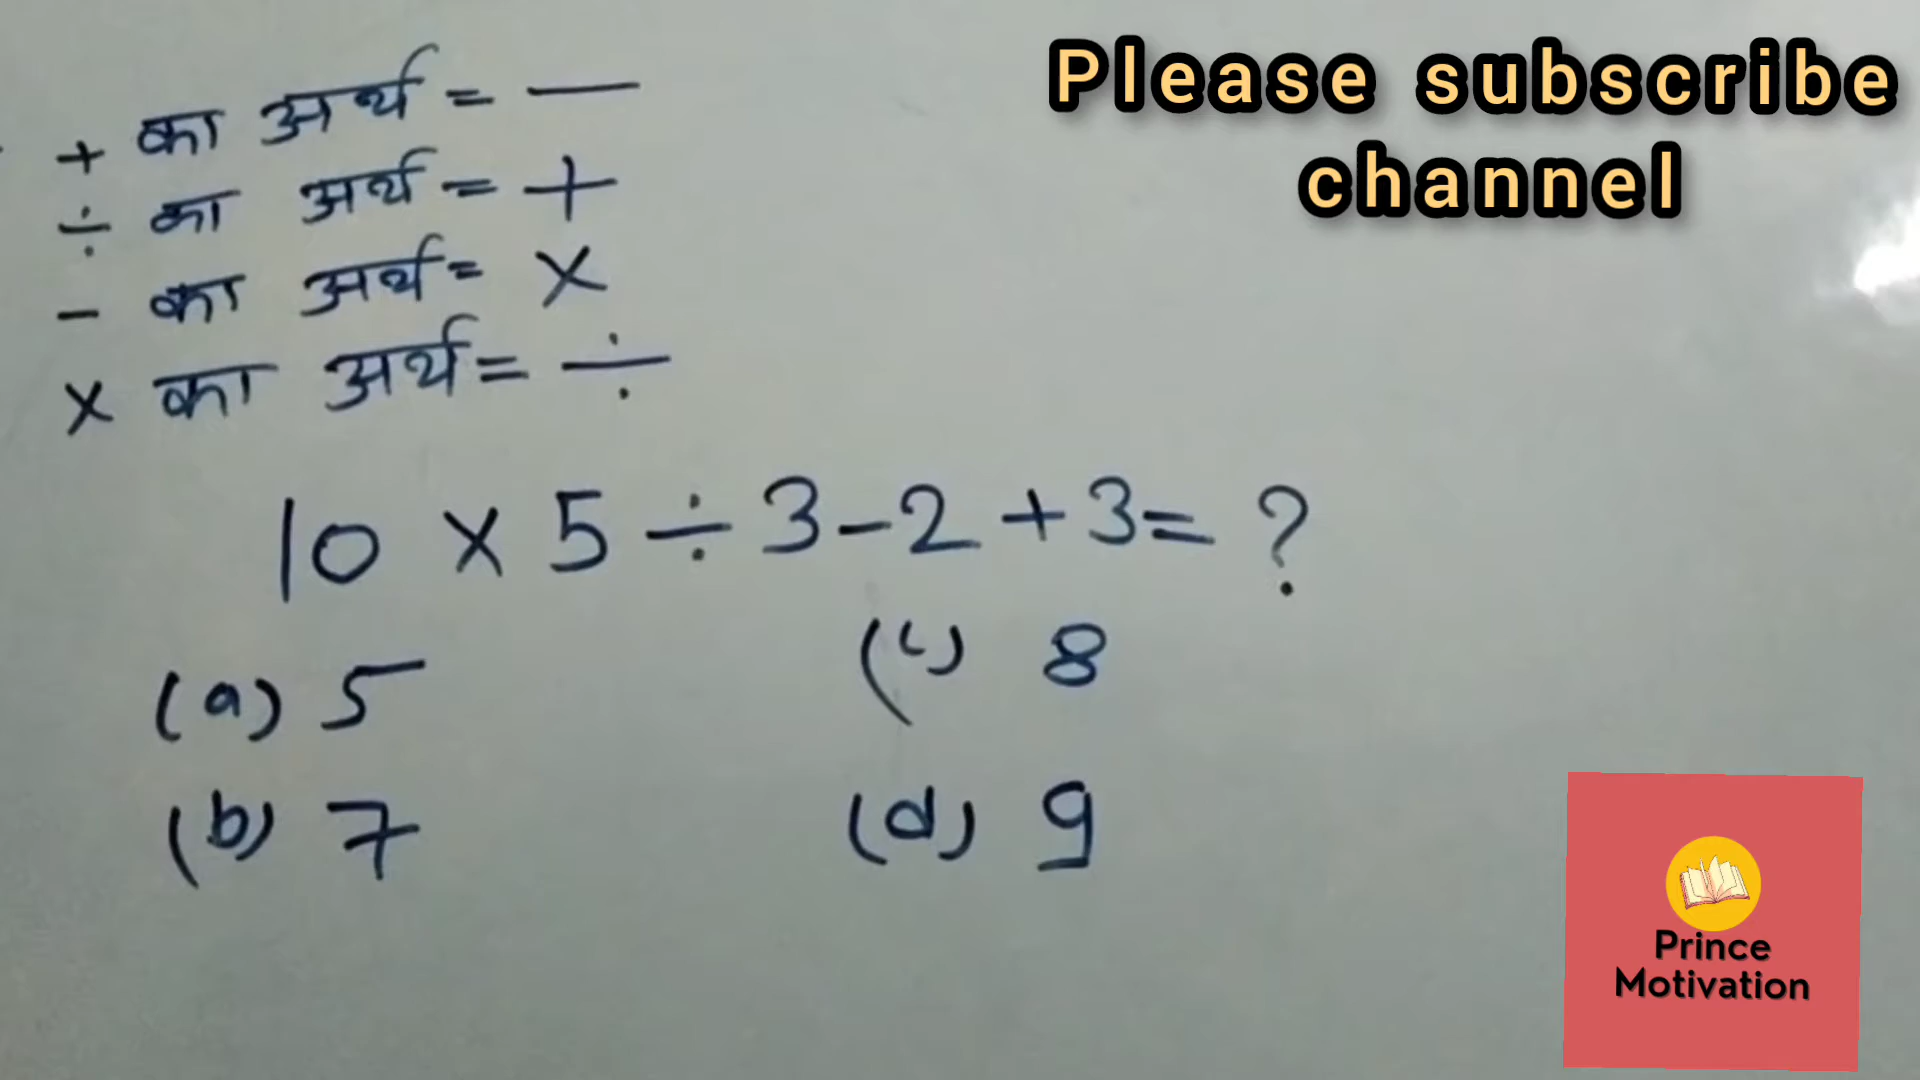 Please subscribe
channel
+ का अर्थ = —
÷ का अर्थ = +
- का अर्थ = ×
× का अर्थ = ÷
10 × 5 ÷ 3 - 2 + 3 = ?
(a) 5
(c) 8
(b) 7
(d) 9
Prince
Motivation